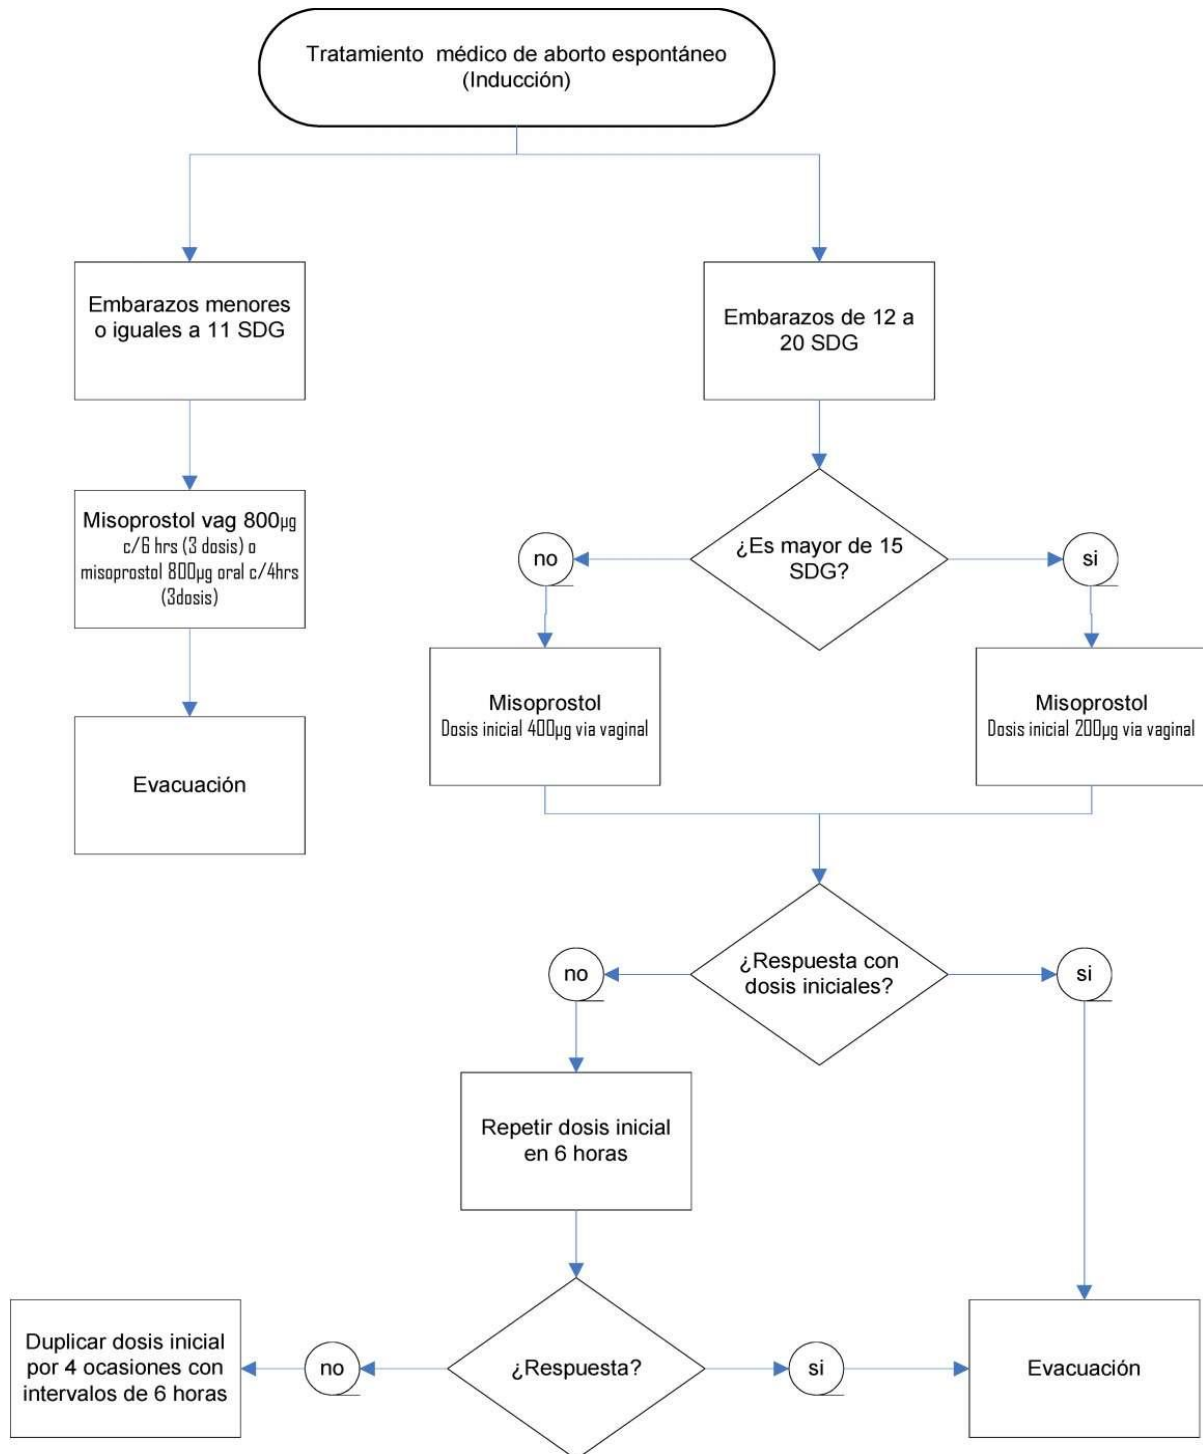 Tratamiento médico de aborto espontáneo
(Inducción)
Embarazos menores
o iguales a 11 SDG
Embarazos de 12 a
20 SDG
Misoprostol vag 800µg
c/6 hrs (3 dosis) o
misoprostol 800µg oral c/4hrs
(3dosis)
¿Es mayor de 15
SDG?
no
si
Misoprostol
Dosis inicial 400µg via vaginal
Misoprostol
Dosis inicial 200µg via vaginal
Evacuación
¿Respuesta con
dosis iniciales?
no
si
Repetir dosis inicial
en 6 horas
¿Respuesta?
no
si
Duplicar dosis inicial
por 4 ocasiones con
intervalos de 6 horas
Evacuación